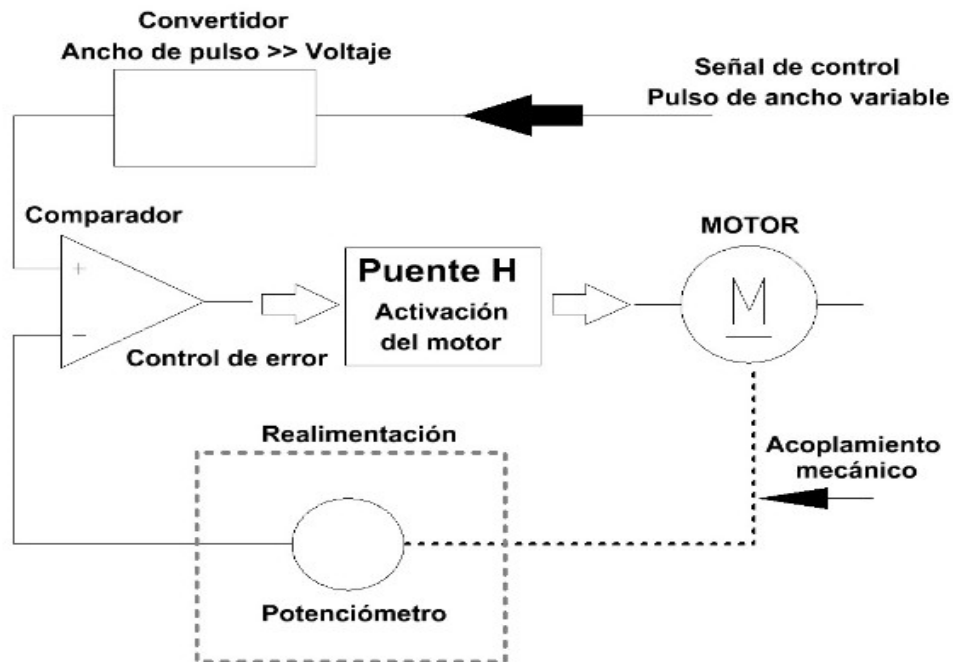 Convertidor
Ancho de pulso >> Voltaje
Señal de control
Pulso de ancho variable
Comparador
+
−
Control de error
Puente H
Activación
del motor
MOTOR
M
Realimentación
Potenciómetro
Acoplamiento
mecánico